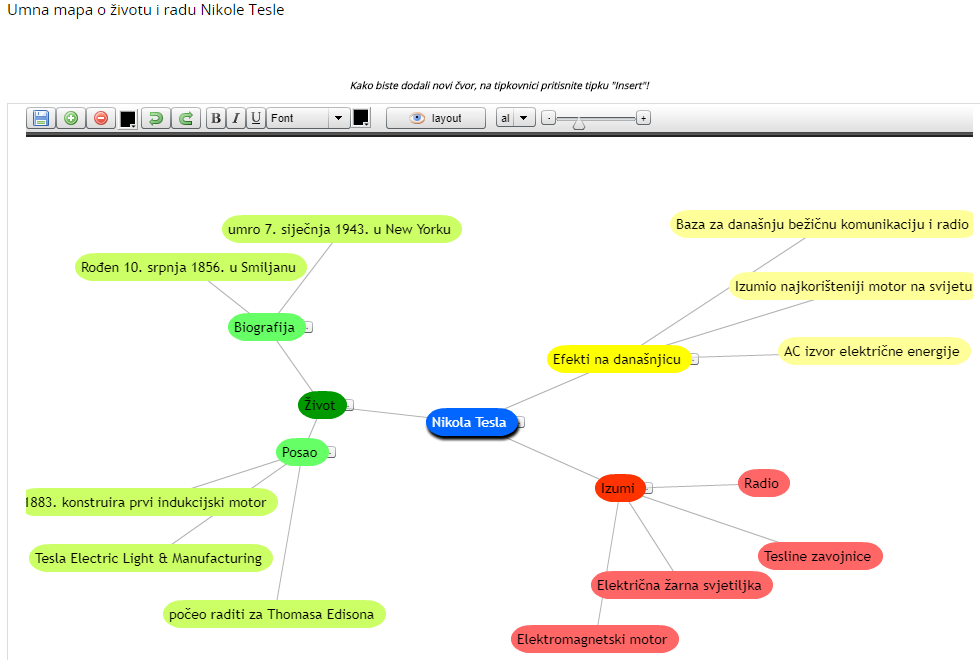 Umna mapa o životu i radu Nikole Tesle
Kako biste dodali novi čvor, na tipkovnici pritisnite tipku "Insert"!
B I U Font layout al - +
umro 7. siječnja 1943. u New Yorku
Rođen 10. srpnja 1856. u Smiljanu
Biografija
Život
Posao
1883. konstruira prvi indukcijski motor
Tesla Electric Light & Manufacturing
počeo raditi za Thomasa Edisona
Nikola Tesla
Baza za današnju bežičnu komunikaciju i radio
Izumio najkorišteniji motor na svijetu
Efekti na današnjicu
AC izvor električne energije
Izumi
Radio
Tesline zavojnice
Električna žarna svjetiljka
Elektromagnetski motor